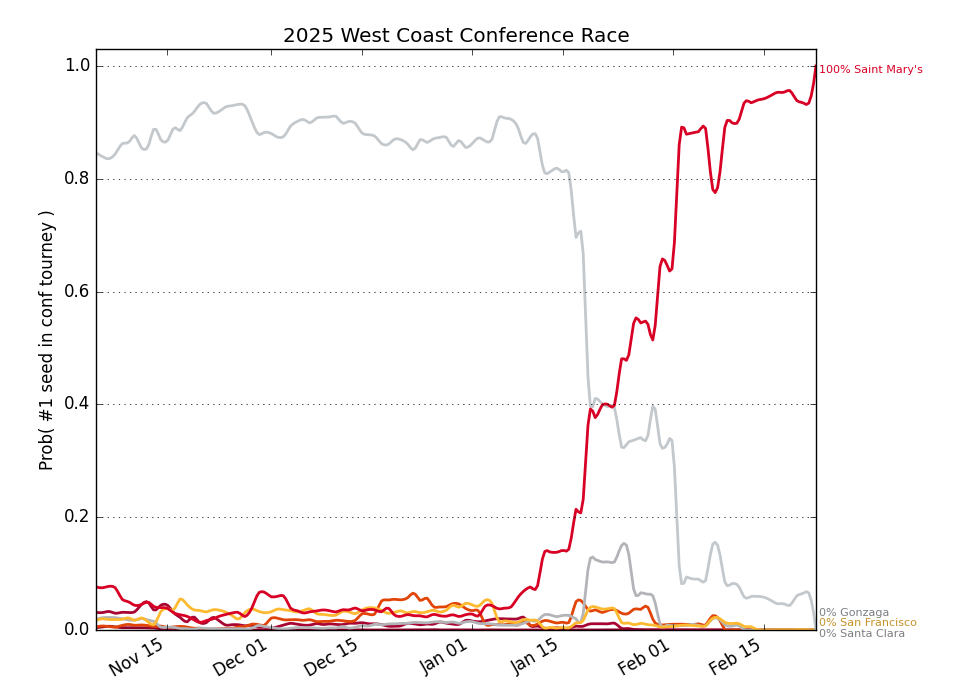 2025 West Coast Conference Race
1.0
0.8
0.6
0.4
0.2
0.0
Prob( #1 seed in conf tourney )
100% Saint Mary's
0% Gonzaga
0% San Francisco
0% Santa Clara
Nov 15
Dec 01
Dec 15
Jan 01
Jan 15
Feb 01
Feb 15